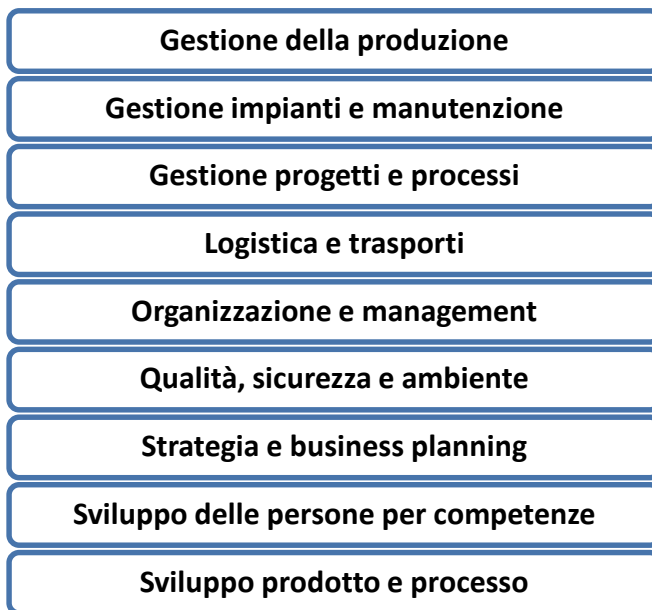 Gestione della produzione
Gestione impianti e manutenzione
Gestione progetti e processi
Logistica e trasporti
Organizzazione e management
Qualità, sicurezza e ambiente
Strategia e business planning
Sviluppo delle persone per competenze
Sviluppo prodotto e processo